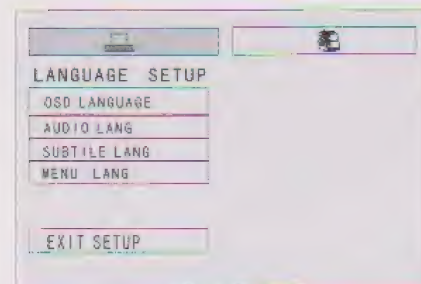 LANGUAGE SETUP
OSD LANGUAGE
AUDIO LANG
SUBTILE LANG
MENU LANG
EXIT SETUP